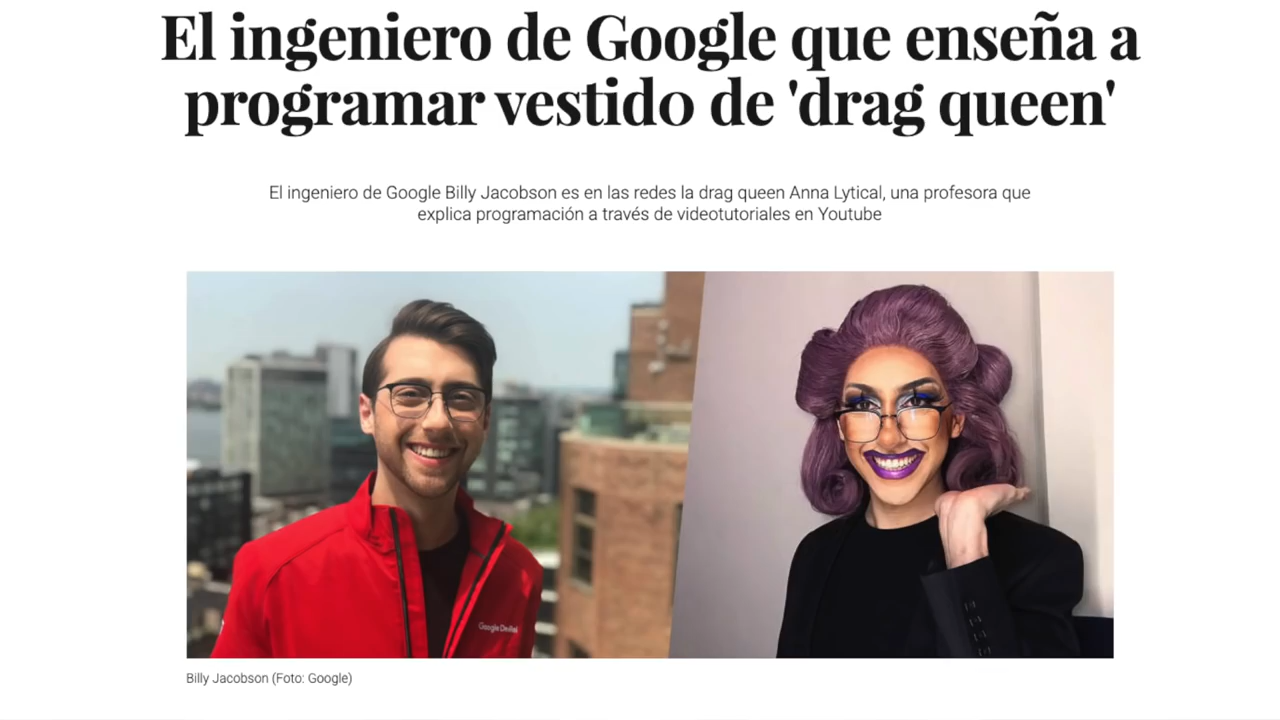 El ingeniero de Google que enseña a
programar vestido de 'drag queen'
El ingeniero de Google Billy Jacobson es en las redes la drag queen Anna Lytical, una profesora que
explica programación a través de videotutoriales en Youtube
Google DevRel
Billy Jacobson (Foto: Google)